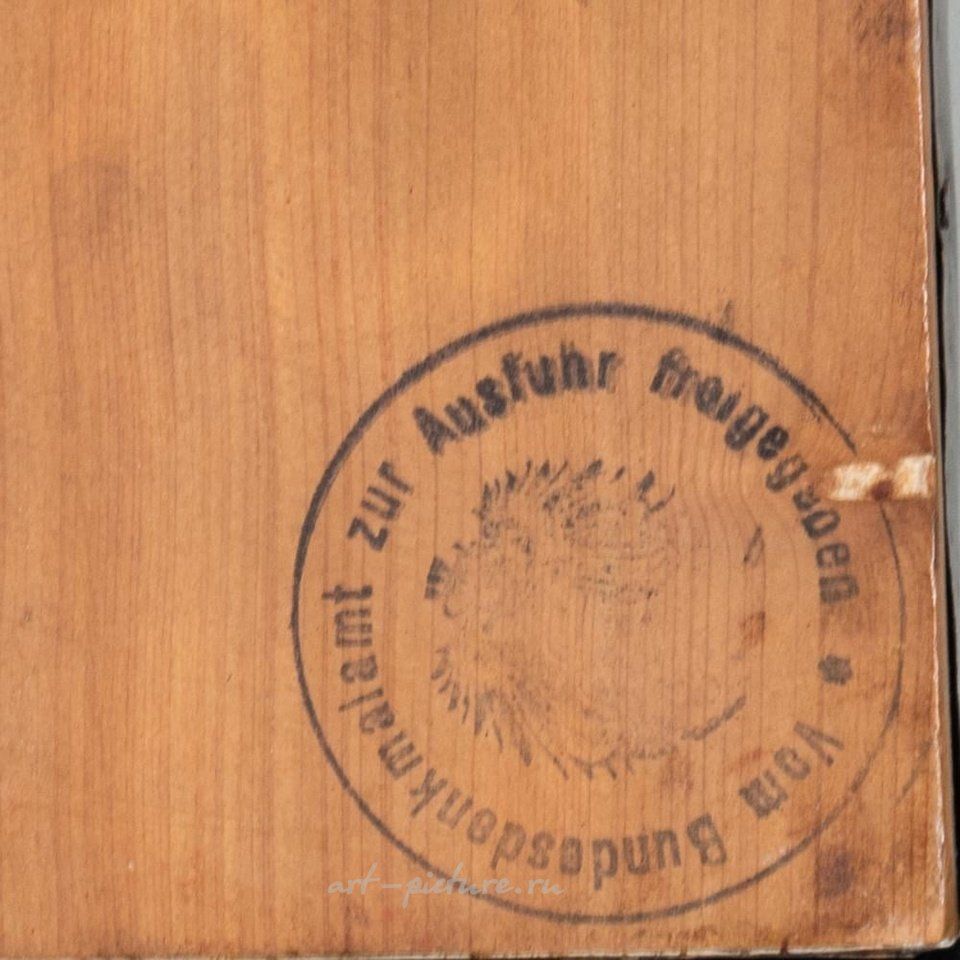 Vom Bundesdenkmalamt zur Ausfuhr freigegeben *
art-picture.ru